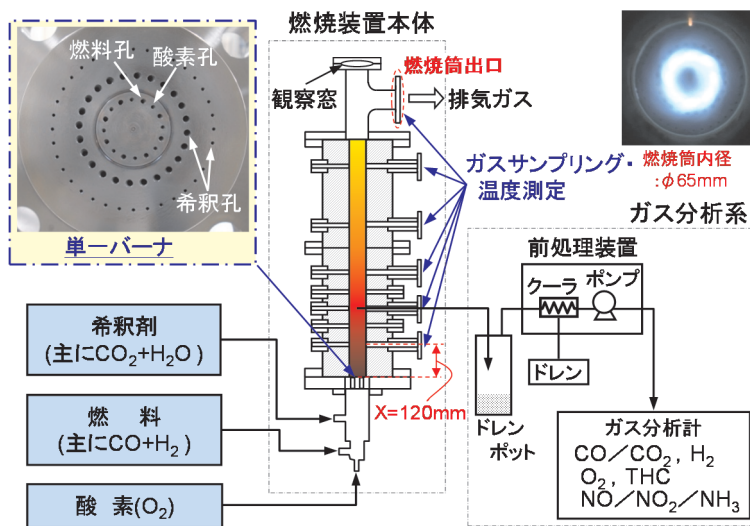 燃焼装置本体
燃料孔
酸素孔
希釈孔
単一バーナ
観察窓
燃焼筒出口
排気ガス
ガスサンプリング・
温度測定
燃焼筒内径
:φ65mm
ガス分析系
前処理装置
クーラ
ポンプ
ドレン
ドレン
ポット
希釈剤
(主にCO₂+H₂O)
燃 料
(主にCO+H₂)
酸 素(O₂)
X=120mm
ガス分析計
CO/CO₂, H₂
O₂, THC
NO/NO₂/NH₃